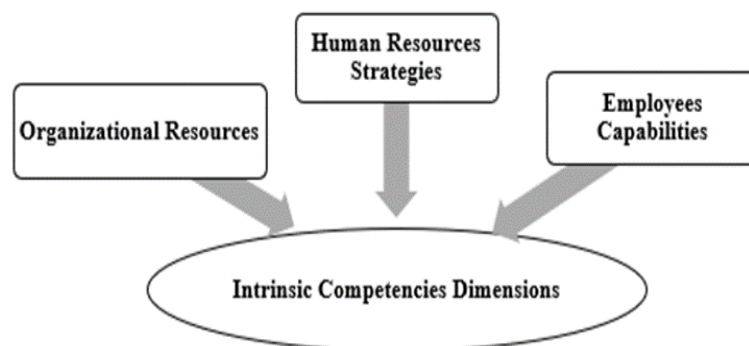 Human Resources
Strategies
Organizational Resources
Employees
Capabilities
Intrinsic Competencies Dimensions